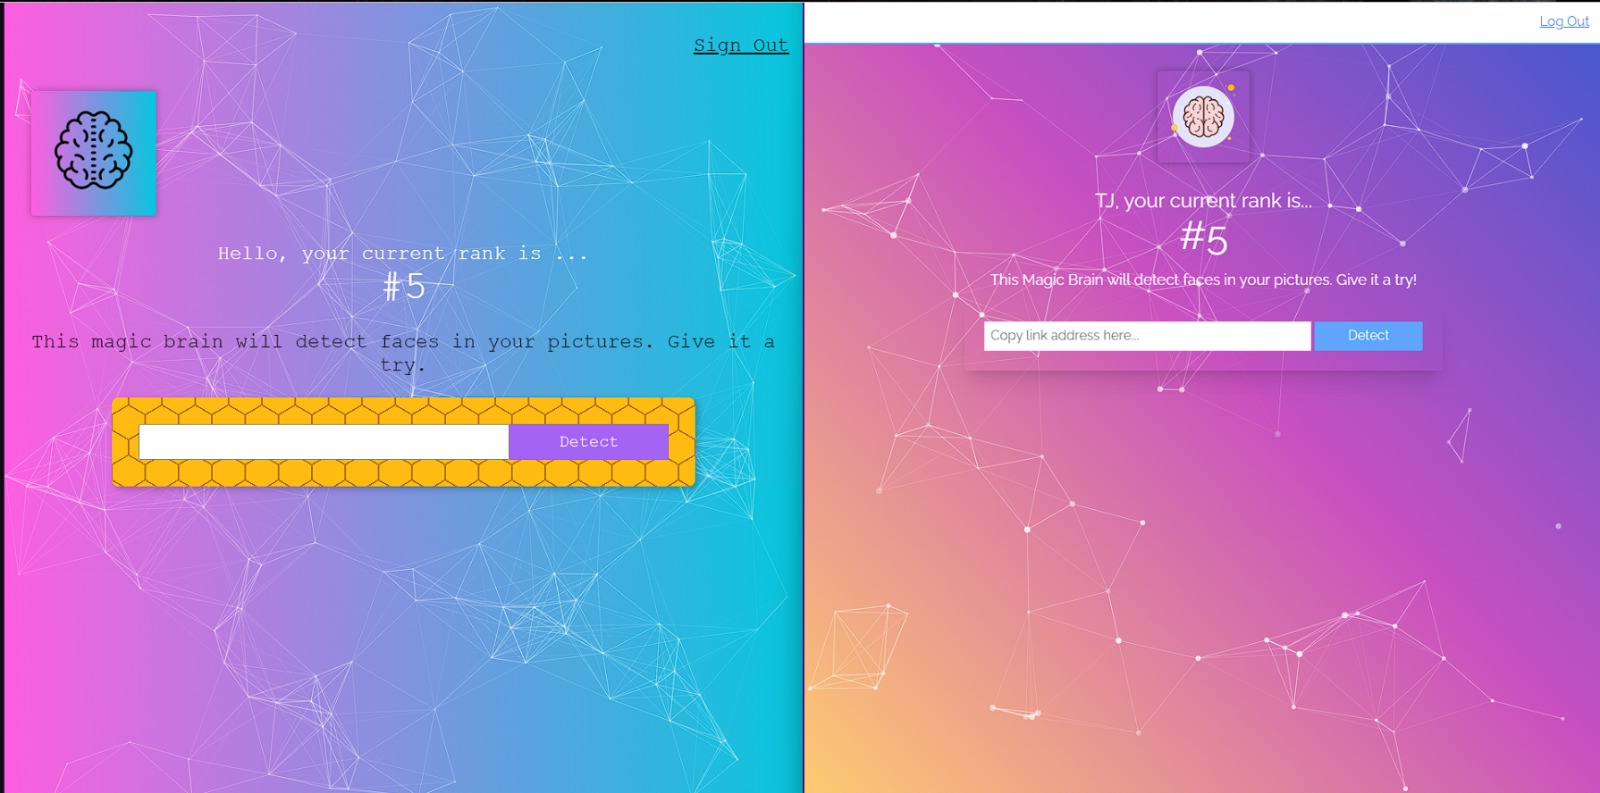 Sign Out
Hello, your current rank is ...
#5
This magic brain will detect faces in your pictures. Give it a
try.
Detect
Log Out
TJ, your current rank is...
#5
This Magic Brain will detect faces in your pictures. Give it a try!
Copy link address here...
Detect